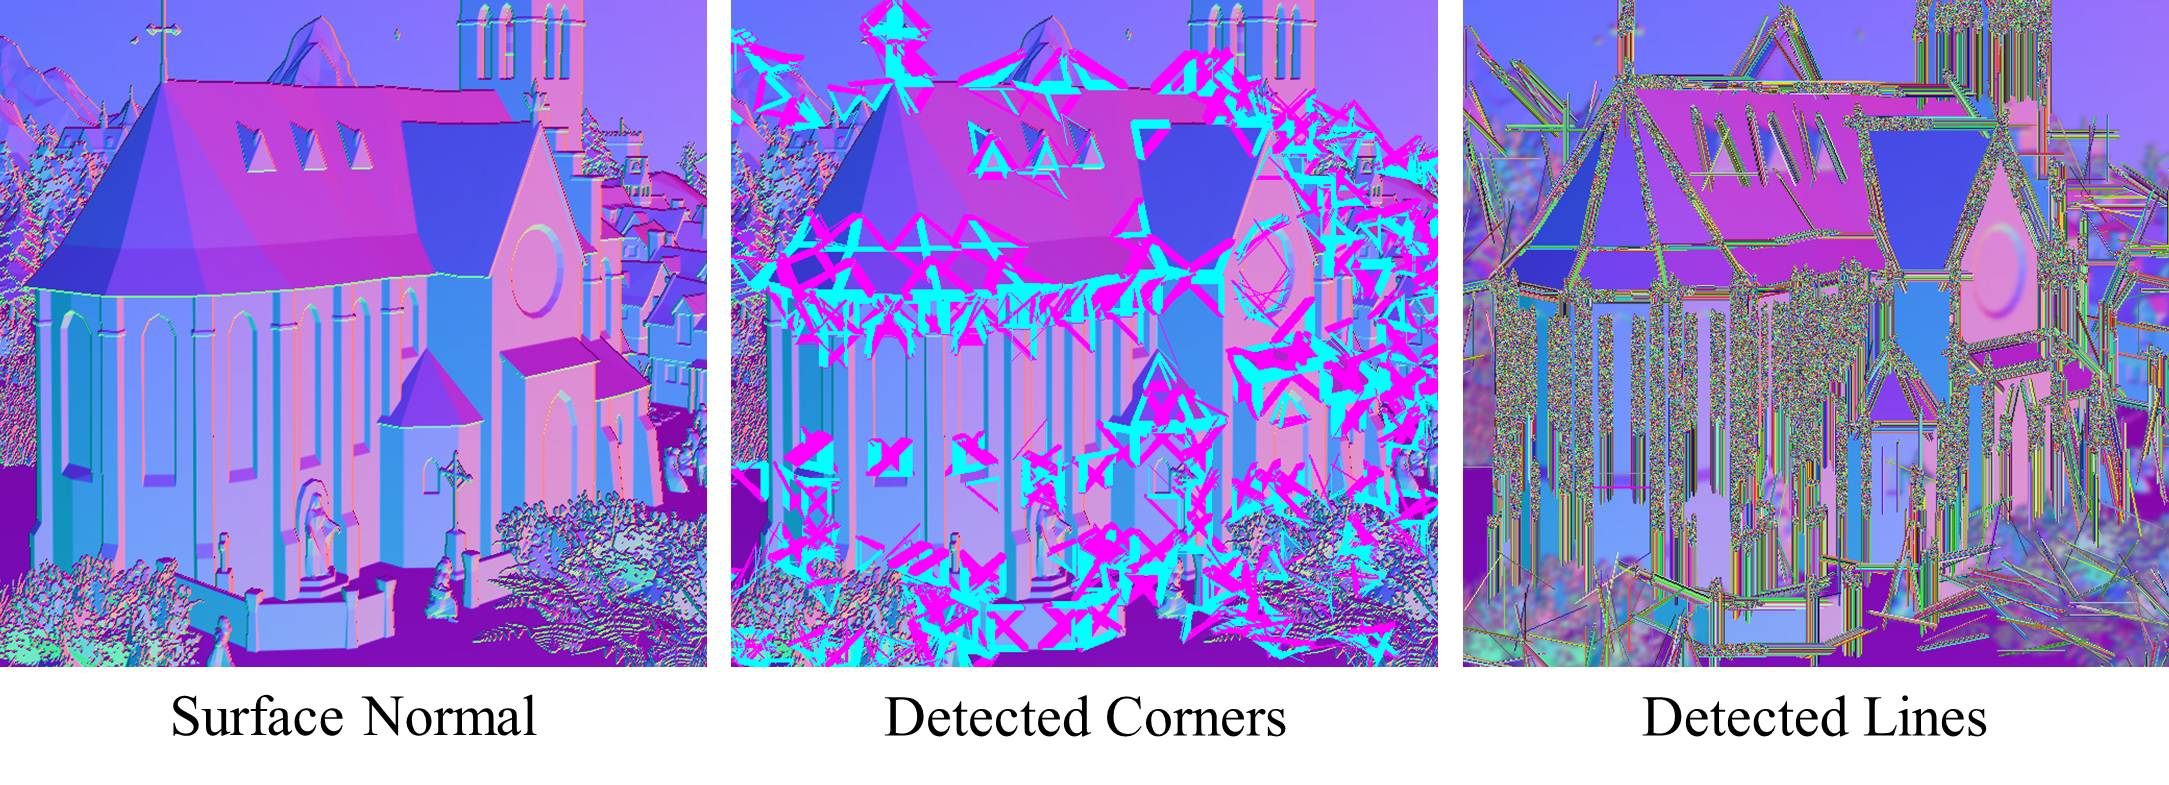 Surface Normal
Detected Corners
Detected Lines